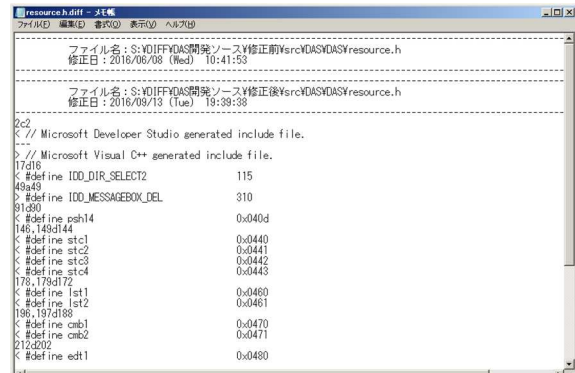 resource.h.diff - メモ帳
ファイル(F) 編集(E) 書式(O) 表示(V) ヘルプ(H)
--------------------------------------------------------------------------------
ファイル名：S:¥DIFF¥DAS開発ソース¥修正前¥src¥DAS¥DAS¥resource.h
修正日：2016/06/08 (Wed) 10:41:53
--------------------------------------------------------------------------------
--------------------------------------------------------------------------------
ファイル名：S:¥DIFF¥DAS開発ソース¥修正後¥src¥DAS¥DAS¥resource.h
修正日：2016/09/13 (Tue) 19:39:38
--------------------------------------------------------------------------------
2c2
< // Microsoft Developer Studio generated include file.
---
> // Microsoft Visual C++ generated include file.
17d16
< #define IDD_DIR_SELECT2 115
49a49
> #define IDD_MESSAGEBOX_DEL 310
91d90
< #define psh14 0x040d
146,149d144
< #define stc1 0x0440
< #define stc2 0x0441
< #define stc3 0x0442
< #define stc4 0x0443
178,179d172
< #define lst1 0x0460
< #define lst2 0x0461
196,197d188
< #define cmb1 0x0470
< #define cmb2 0x0471
212d202
< #define edt1 0x0480